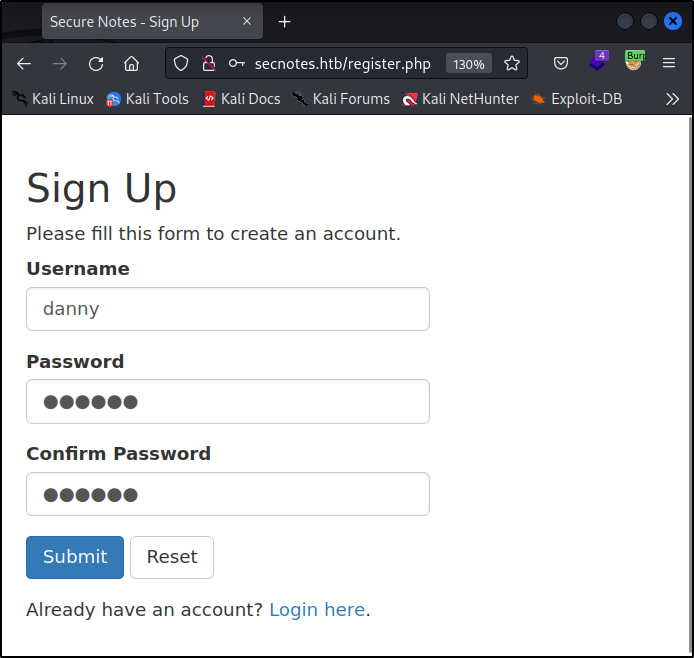 Secure Notes - Sign Up
secnotes.htb/register.php 130% 4 Burr
Kali Linux Kali Tools Kali Docs Kali Forums Kali NetHunter Exploit-DB
Sign Up
Please fill this form to create an account.
Username
danny
Password
●●●●●●
Confirm Password
●●●●●●
Submit Reset
Already have an account? Login here.